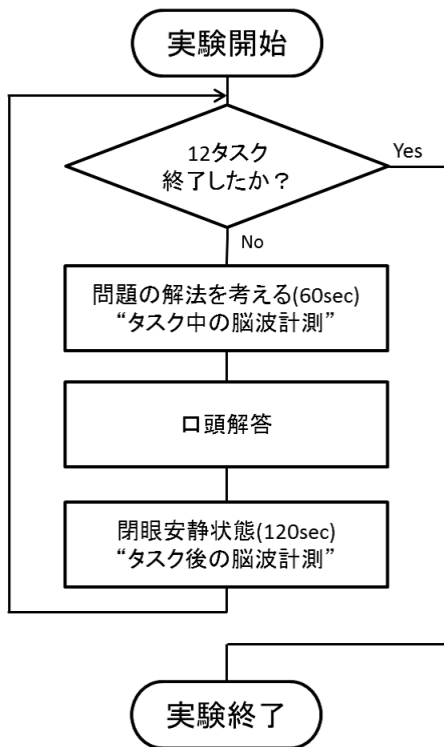 実験開始
12タスク
終了したか？
Yes
No
問題の解法を考える(60sec)
“タスク中の脳波計測”
口頭解答
閉眼安静状態(120sec)
“タスク後の脳波計測”
実験終了